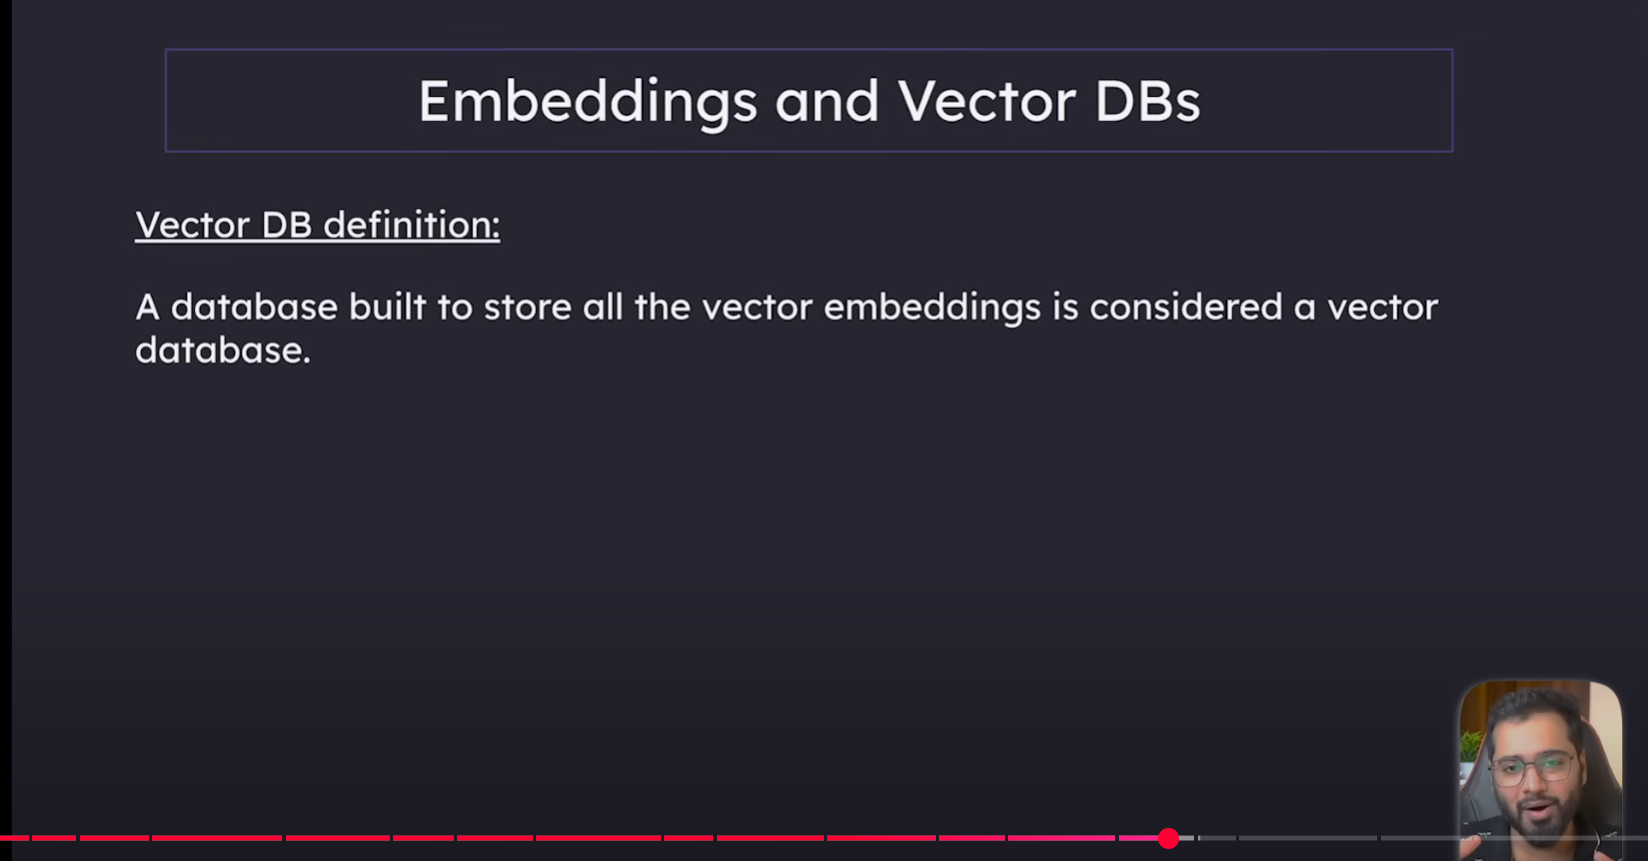 Embeddings and Vector DBs
Vector DB definition:
A database built to store all the vector embeddings is considered a vector
database.